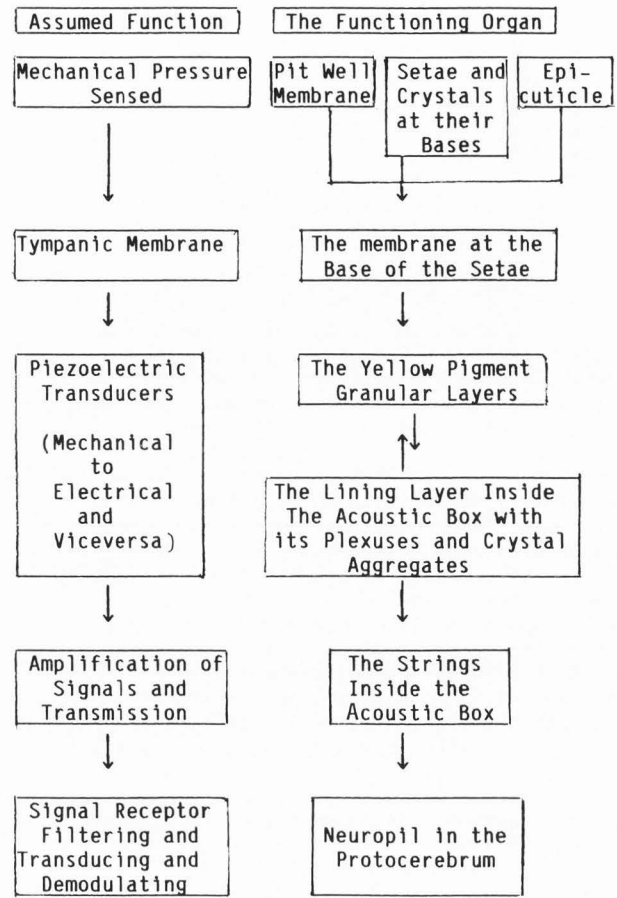 Assumed Function
The Functioning Organ
Mechanical Pressure
Sensed
Pit Well
Membrane
Setae and
Crystals
at their
Bases
Epi-
cuticle
Tympanic Membrane
The membrane at the
Base of the Setae
Piezoelectric
Transducers
(Mechanical
to
Electrical
and
Viceversa)
The Yellow Pigment
Granular Layers
The Lining Layer Inside
The Acoustic Box with
its Plexuses and Crystal
Aggregates
Amplification of
Signals and
Transmission
The Strings
Inside the
Acoustic Box
Signal Receptor
Filtering and
Transducing and
Demodulating
Neuropil in the
Protocerebrum